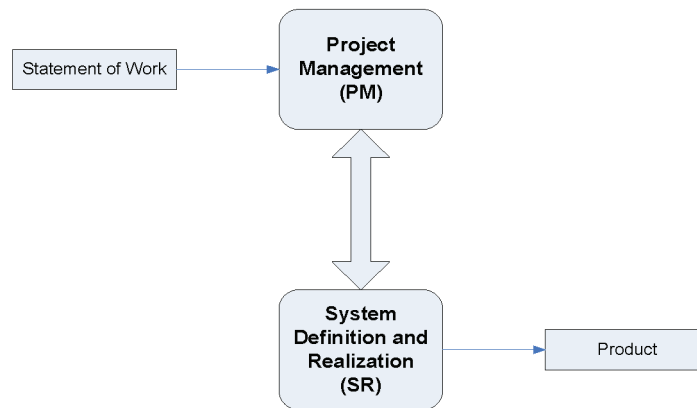 Project
Management
(PM)
Statement of Work
System
Definition and
Realization
(SR)
Product